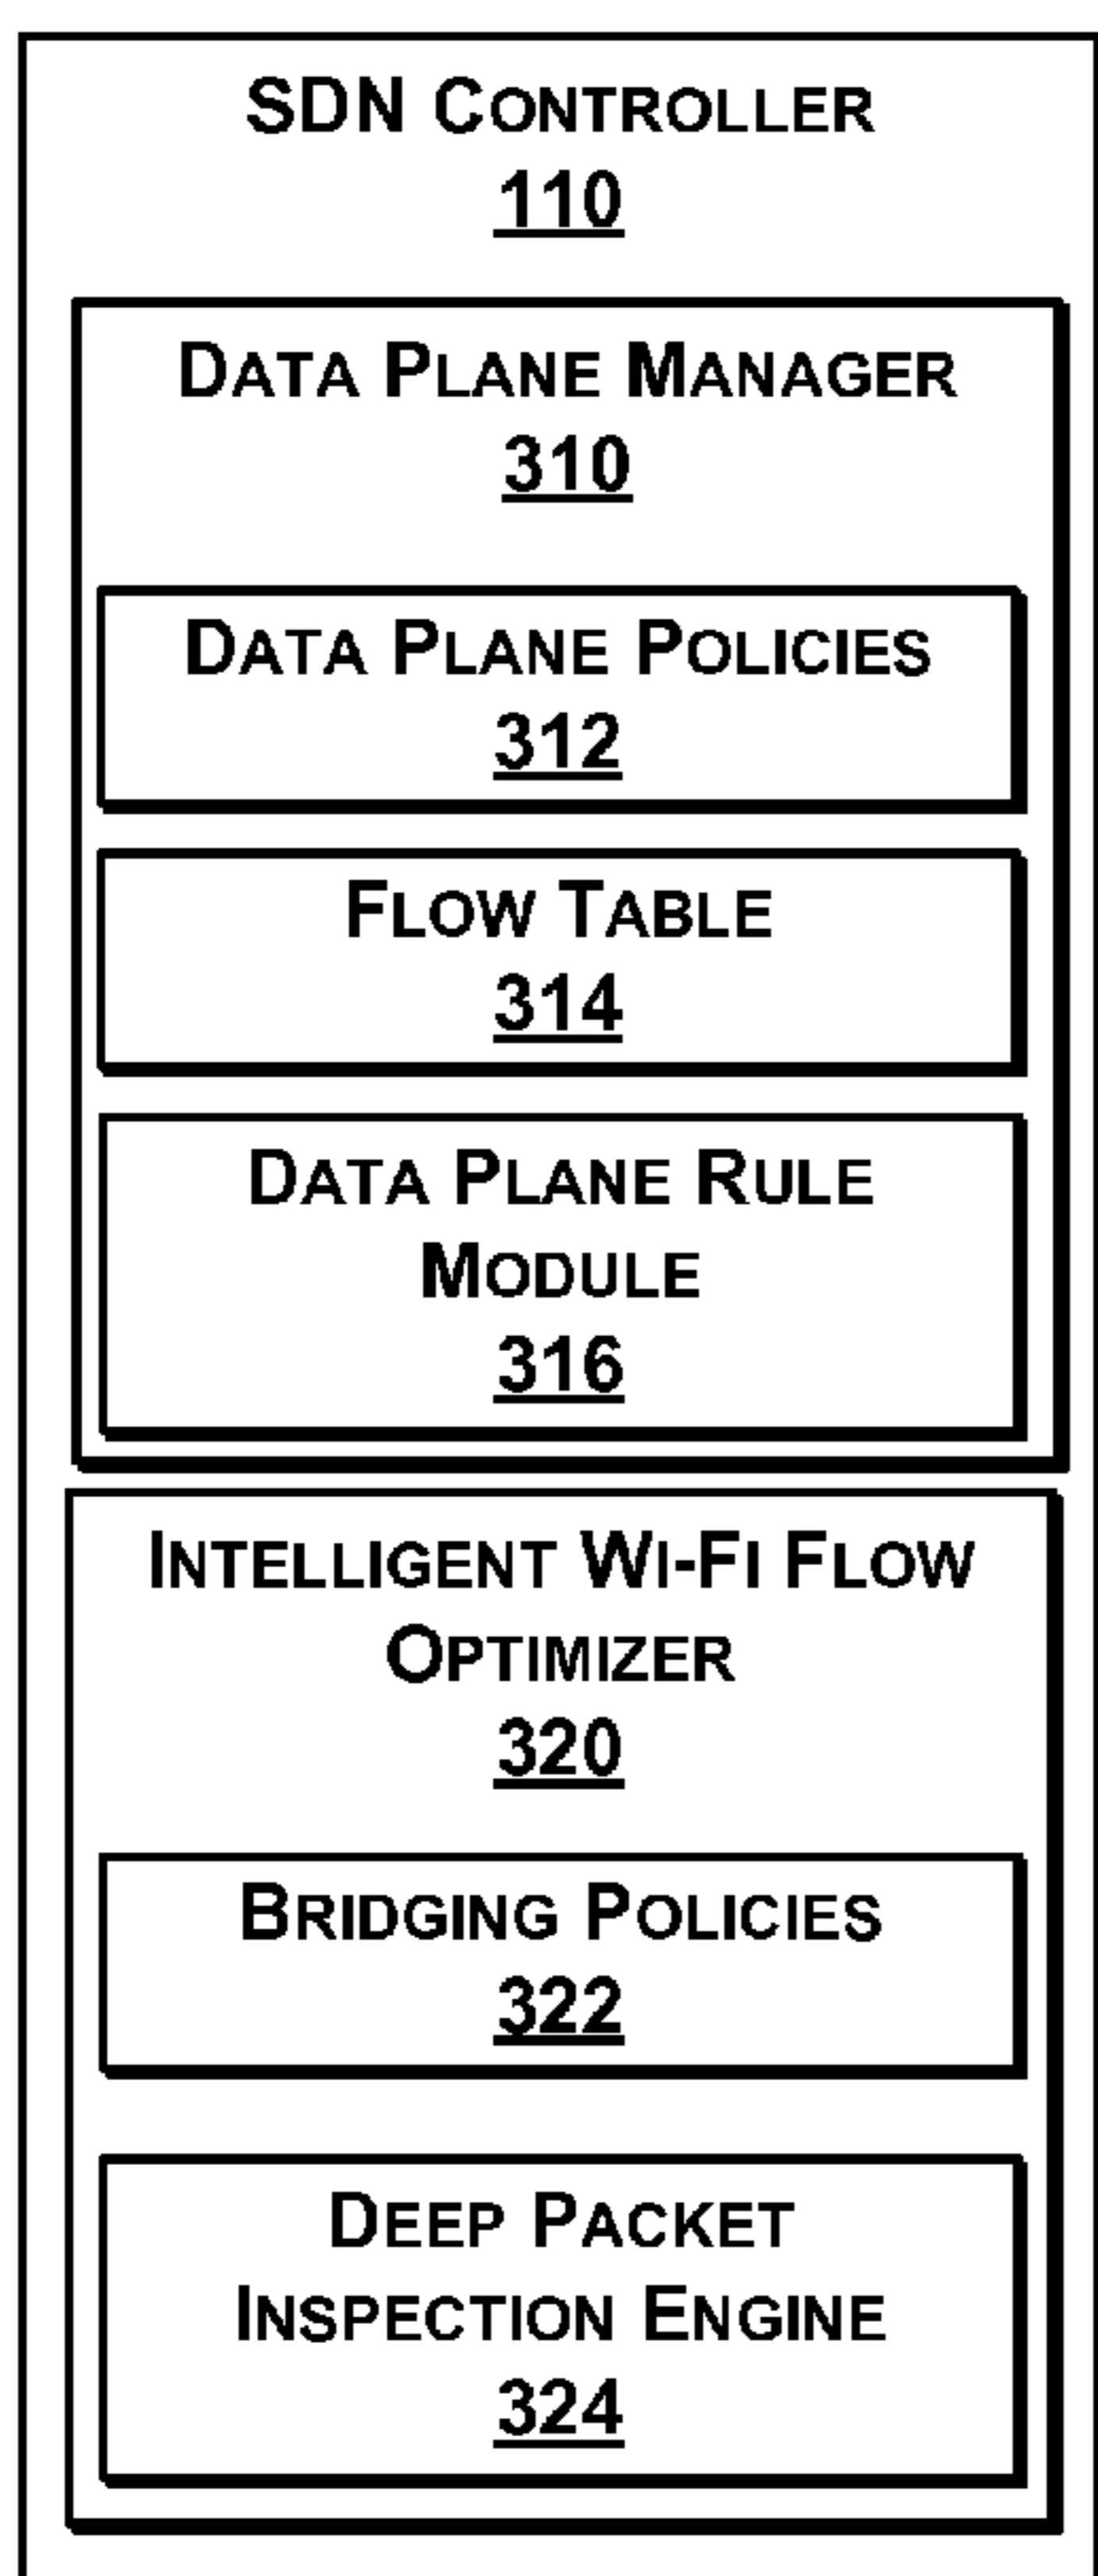 SDN CONTROLLER
110
DATA PLANE MANAGER
310
DATA PLANE POLICIES
312
FLOW TABLE
314
DATA PLANE RULE
MODULE
316
INTELLIGENT WI-FI FLOW
OPTIMIZER
320
BRIDGING POLICIES
322
DEEP PACKET
INSPECTION ENGINE
324